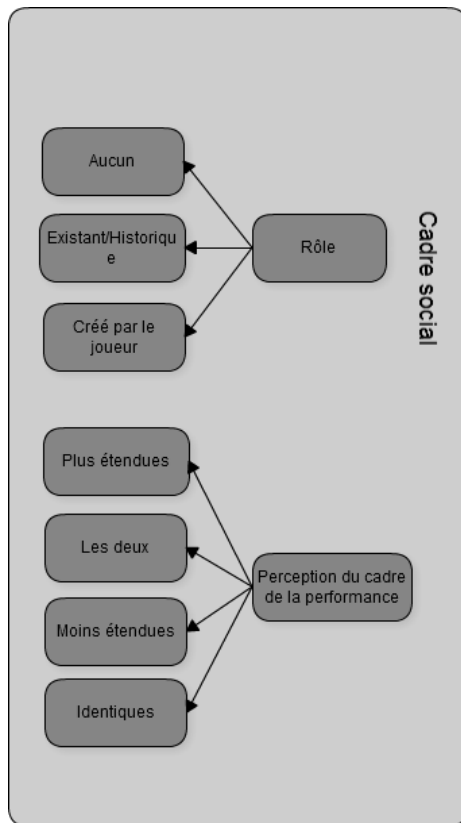 Cadre social
Rôle
Aucun
Existant/Historiqu
e
Créé par le
joueur
Perception du cadre
de la performance
Plus étendues
Les deux
Moins étendues
Identiques